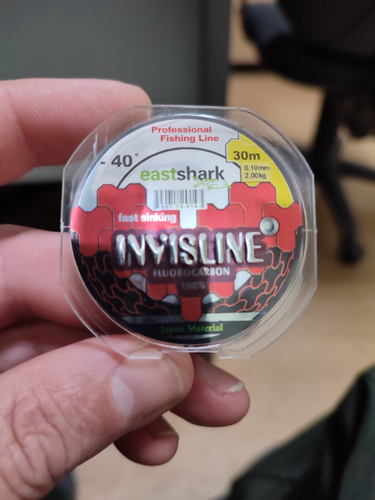 Professional
Fishing Line
- 40°
30m
eastshark
0.10mm
2.00kg
fast sinking
INVISLINE
FLUOROCARBON
100%
Japan Material